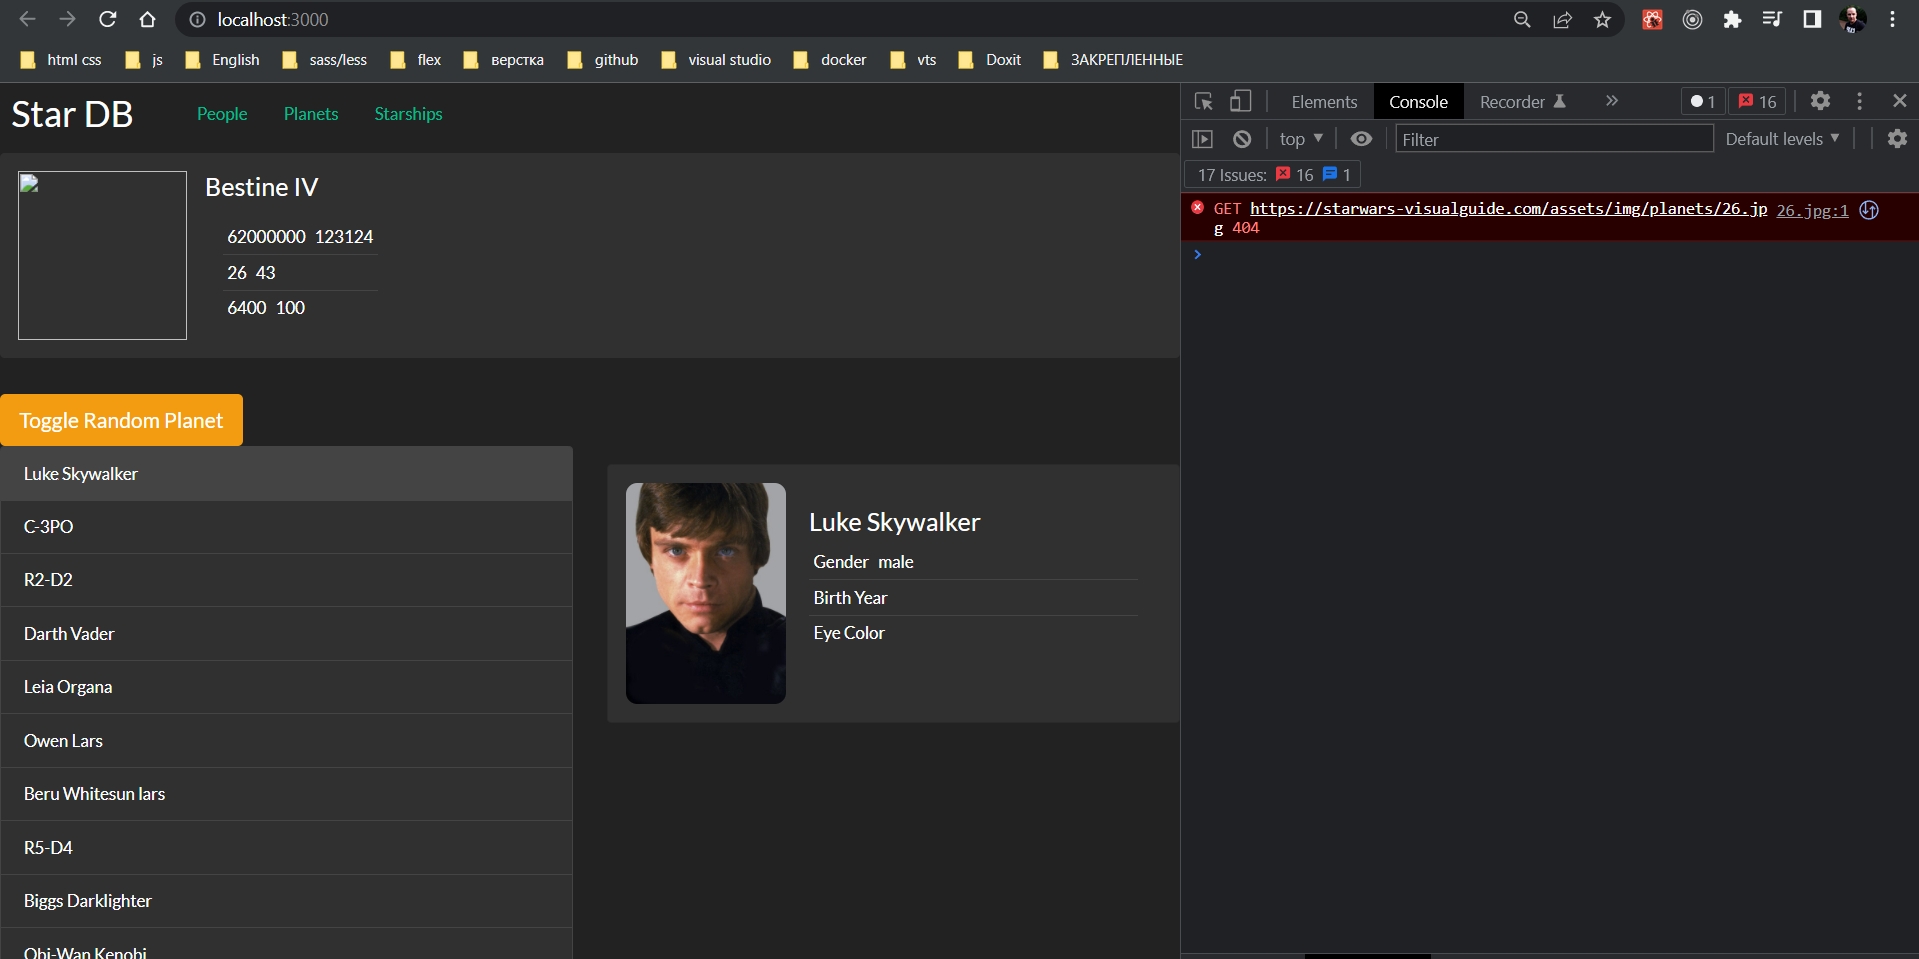 localhost:3000
html css
js
English
sass/less
flex
верстка
github
visual studio
docker
vts
Doxit
ЗАКРЕПЛЕННЫЕ
Star DB
People
Planets
Starships
Bestine IV
62000000 123124
26 43
6400 100
Toggle Random Planet
Luke Skywalker
C-3PO
R2-D2
Darth Vader
Leia Organa
Owen Lars
Beru Whitesun lars
R5-D4
Biggs Darklighter
Obi-Wan Kenobi
Luke Skywalker
Gender male
Birth Year
Eye Color
Elements
Console
Recorder
1
16
top
Filter
Default levels
17 Issues: 16 1
GET https://starwars-visualguide.com/assets/img/planets/26.jp 26.jpg:1
g 404